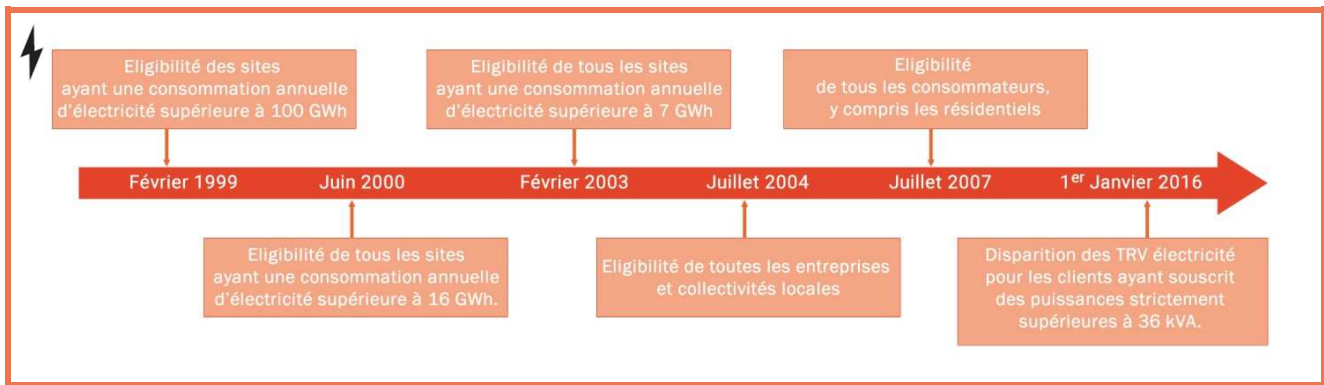 Eligibilité des sites
ayant une consommation annuelle
d'électricité supérieure à 100 GWh
Eligibilité de tous les sites
ayant une consommation annuelle
d'électricité supérieure à 7 GWh
Eligibilité
de tous les consommateurs,
y compris les résidentiels
Février 1999
Juin 2000
Février 2003
Juillet 2004
Juillet 2007
1er Janvier 2016
Eligibilité de tous les sites
ayant une consommation annuelle
d'électricité supérieure à 16 GWh.
Eligibilité de toutes les entreprises
et collectivités locales
Disparition des TRV électricité
pour les clients ayant souscrit
des puissances strictement
supérieures à 36 kVA.